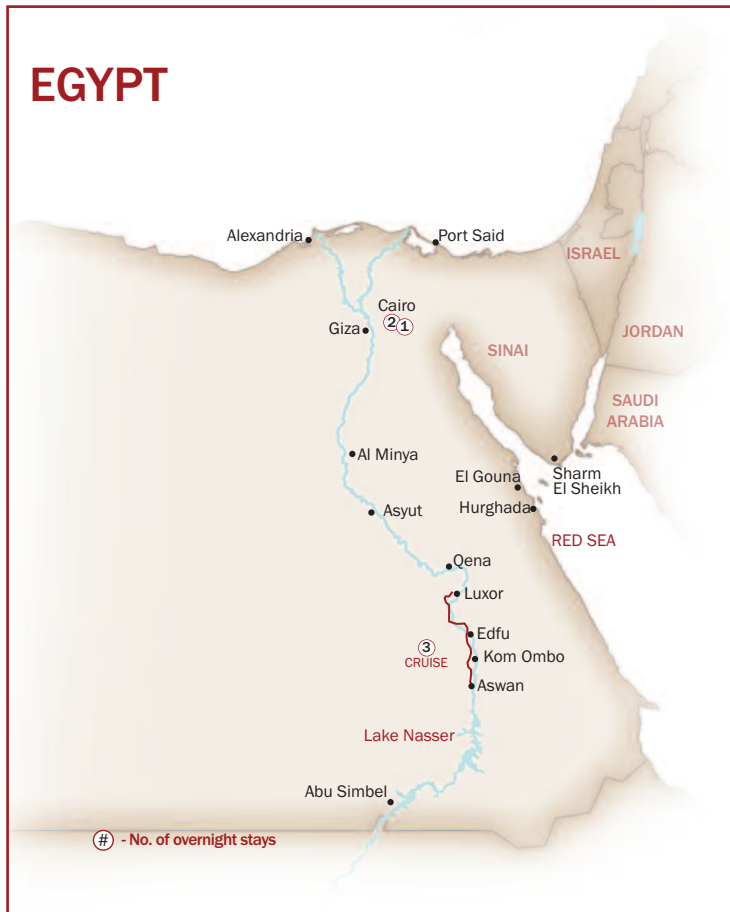 EGYPT
Alexandria
Port Said
ISRAEL
Cairo
2 1
Giza
JORDAN
SINAI
SAUDI
ARABIA
Al Minya
El Gouna
Sharm
El Sheikh
Asyut
Hurghada
RED SEA
Qena
Luxor
Edfu
3
CRUISE
Kom Ombo
Aswan
Lake Nasser
Abu Simbel
# - No. of overnight stays